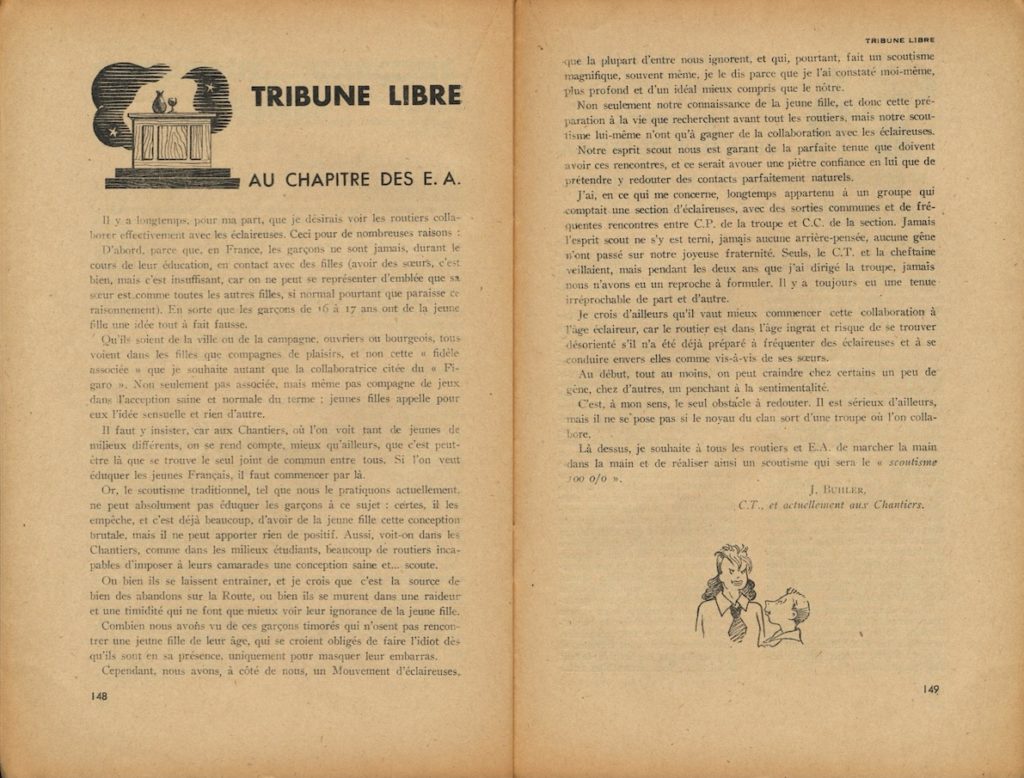 TRIBUNE LIBRE
AU CHAPITRE DES E. A.
Il y a longtemps, pour ma part, que je désirais voir les routiers colla-
borer effectivement avec les éclaireuses. Ceci pour de nombreuses raisons :
D'abord, parce que, en France, les garçons ne sont jamais, durant le
cours de leur éducation, en contact avec des filles (avoir des sœurs, c'est
bien, mais c'est insuffisant, car on ne peut se représenter d'emblée que sa
sœur est comme toutes les autres filles, si normal pourtant que paraisse ce
raisonnement). En sorte que les garçons de 16 à 17 ans ont de la jeune
fille une idée tout à fait fausse.
Qu'ils soient de la ville ou de la campagne, ouvriers ou bourgeois, tous
voient dans les filles que compagnes de plaisirs, et non cette « fidèle
associée » que je souhaite autant que la collaboratrice citée du « Fi-
garo ». Non seulement pas associée, mais même pas compagne de jeux
dans l'acception saine et normale du terme ; jeunes filles appelle pour
eux l'idée sensuelle et rien d'autre.
Il faut y insister, car aux Chantiers, où l'on voit tant de jeunes de
milieux différents, on se rend compte, mieux qu'ailleurs, que c'est peut-
être là que se trouve le seul joint de commun entre tous. Si l'on veut
éduquer les jeunes Français, il faut commencer par là.
Or, le scoutisme traditionnel, tel que nous le pratiquons actuellement,
ne peut absolument pas éduquer les garçons à ce sujet : certes, il les
empêche, et c'est déjà beaucoup, d'avoir de la jeune fille cette conception
brutale, mais il ne peut apporter rien de positif. Aussi, voit-on dans les
Chantiers, comme dans les milieux étudiants, beaucoup de routiers inca-
pables d'imposer à leurs camarades une conception saine et... scoute.
Ou bien ils se laissent entrainer, et je crois que c'est la source de
bien des abandons sur la Route, ou bien ils se murent dans une raideur
et une timidité qui ne font que mieux voir leur ignorance de la jeune fille.
Combien nous avons vu de ces garçons timorés qui n'osent pas rencon-
trer une jeune fille de leur âge, qui se croient obligés de faire l'idiot dès
qu'ils sont en sa présence, uniquement pour masquer leur embarras.
Cependant, nous avons, à côté de nous, un Mouvement d'éclaireuses,
148
TRIBUNE LIBRE
que la plupart d'entre nous ignorent, et qui, pourtant, fait un scoutisme
magnifique, souvent même, je le dis parce que je l'ai constaté moi-même,
plus profond et d'un idéal mieux compris que le nôtre.
Non seulement notre connaissance de la jeune fille, et donc cette pré-
paration à la vie que recherchent avant tout les routiers, mais notre scou-
tisme lui-même n'ont qu'à gagner de la collaboration avec les éclaireuses.
Notre esprit scout nous est garant de la parfaite tenue que doivent
avoir ces rencontres, et ce serait avouer une piètre confiance en lui que de
prétendre y redouter des contacts parfaitement naturels.
J'ai, en ce qui me concerne, longtemps appartenu à un groupe qui
comptait une section d'éclaireuses, avec des sorties communes et de fré-
quentes rencontres entre C.P. de la troupe et C.C. de la section. Jamais
l'esprit scout ne s'y est terni, jamais aucune arrière-pensée, aucune gêne
n'ont passé sur notre joyeuse fraternité. Seuls, le C.T. et la cheftaine
veillaient, mais pendant les deux ans que j'ai dirigé la troupe, jamais
nous n'avons eu un reproche à formuler. Il y a toujours eu une tenue
irréprochable de part et d'autre.
Je crois d'ailleurs qu'il vaut mieux commencer cette collaboration à
l'âge éclaireur, car le routier est dans l'âge ingrat et risque de se trouver
désorienté s'il n'a été déjà préparé à fréquenter des éclaireuses et à se
conduire envers elles comme vis-à-vis de ses sœurs.
Au début, tout au moins, on peut craindre chez certains un peu de
gêne, chez d'autres, un penchant à la sentimentalité.
C'est, à mon sens, le seul obstacle à redouter. Il est sérieux d'ailleurs,
mais il ne se pose pas si le noyau du clan sort d'une troupe où l'on colla-
bore.
Là dessus, je souhaite à tous les routiers et E.A. de marcher la main
dans la main et de réaliser ainsi un scoutisme qui sera le « scoutisme
100 0/0 ».
J. BUHLER,
C.T., et actuellement aux Chantiers.
149